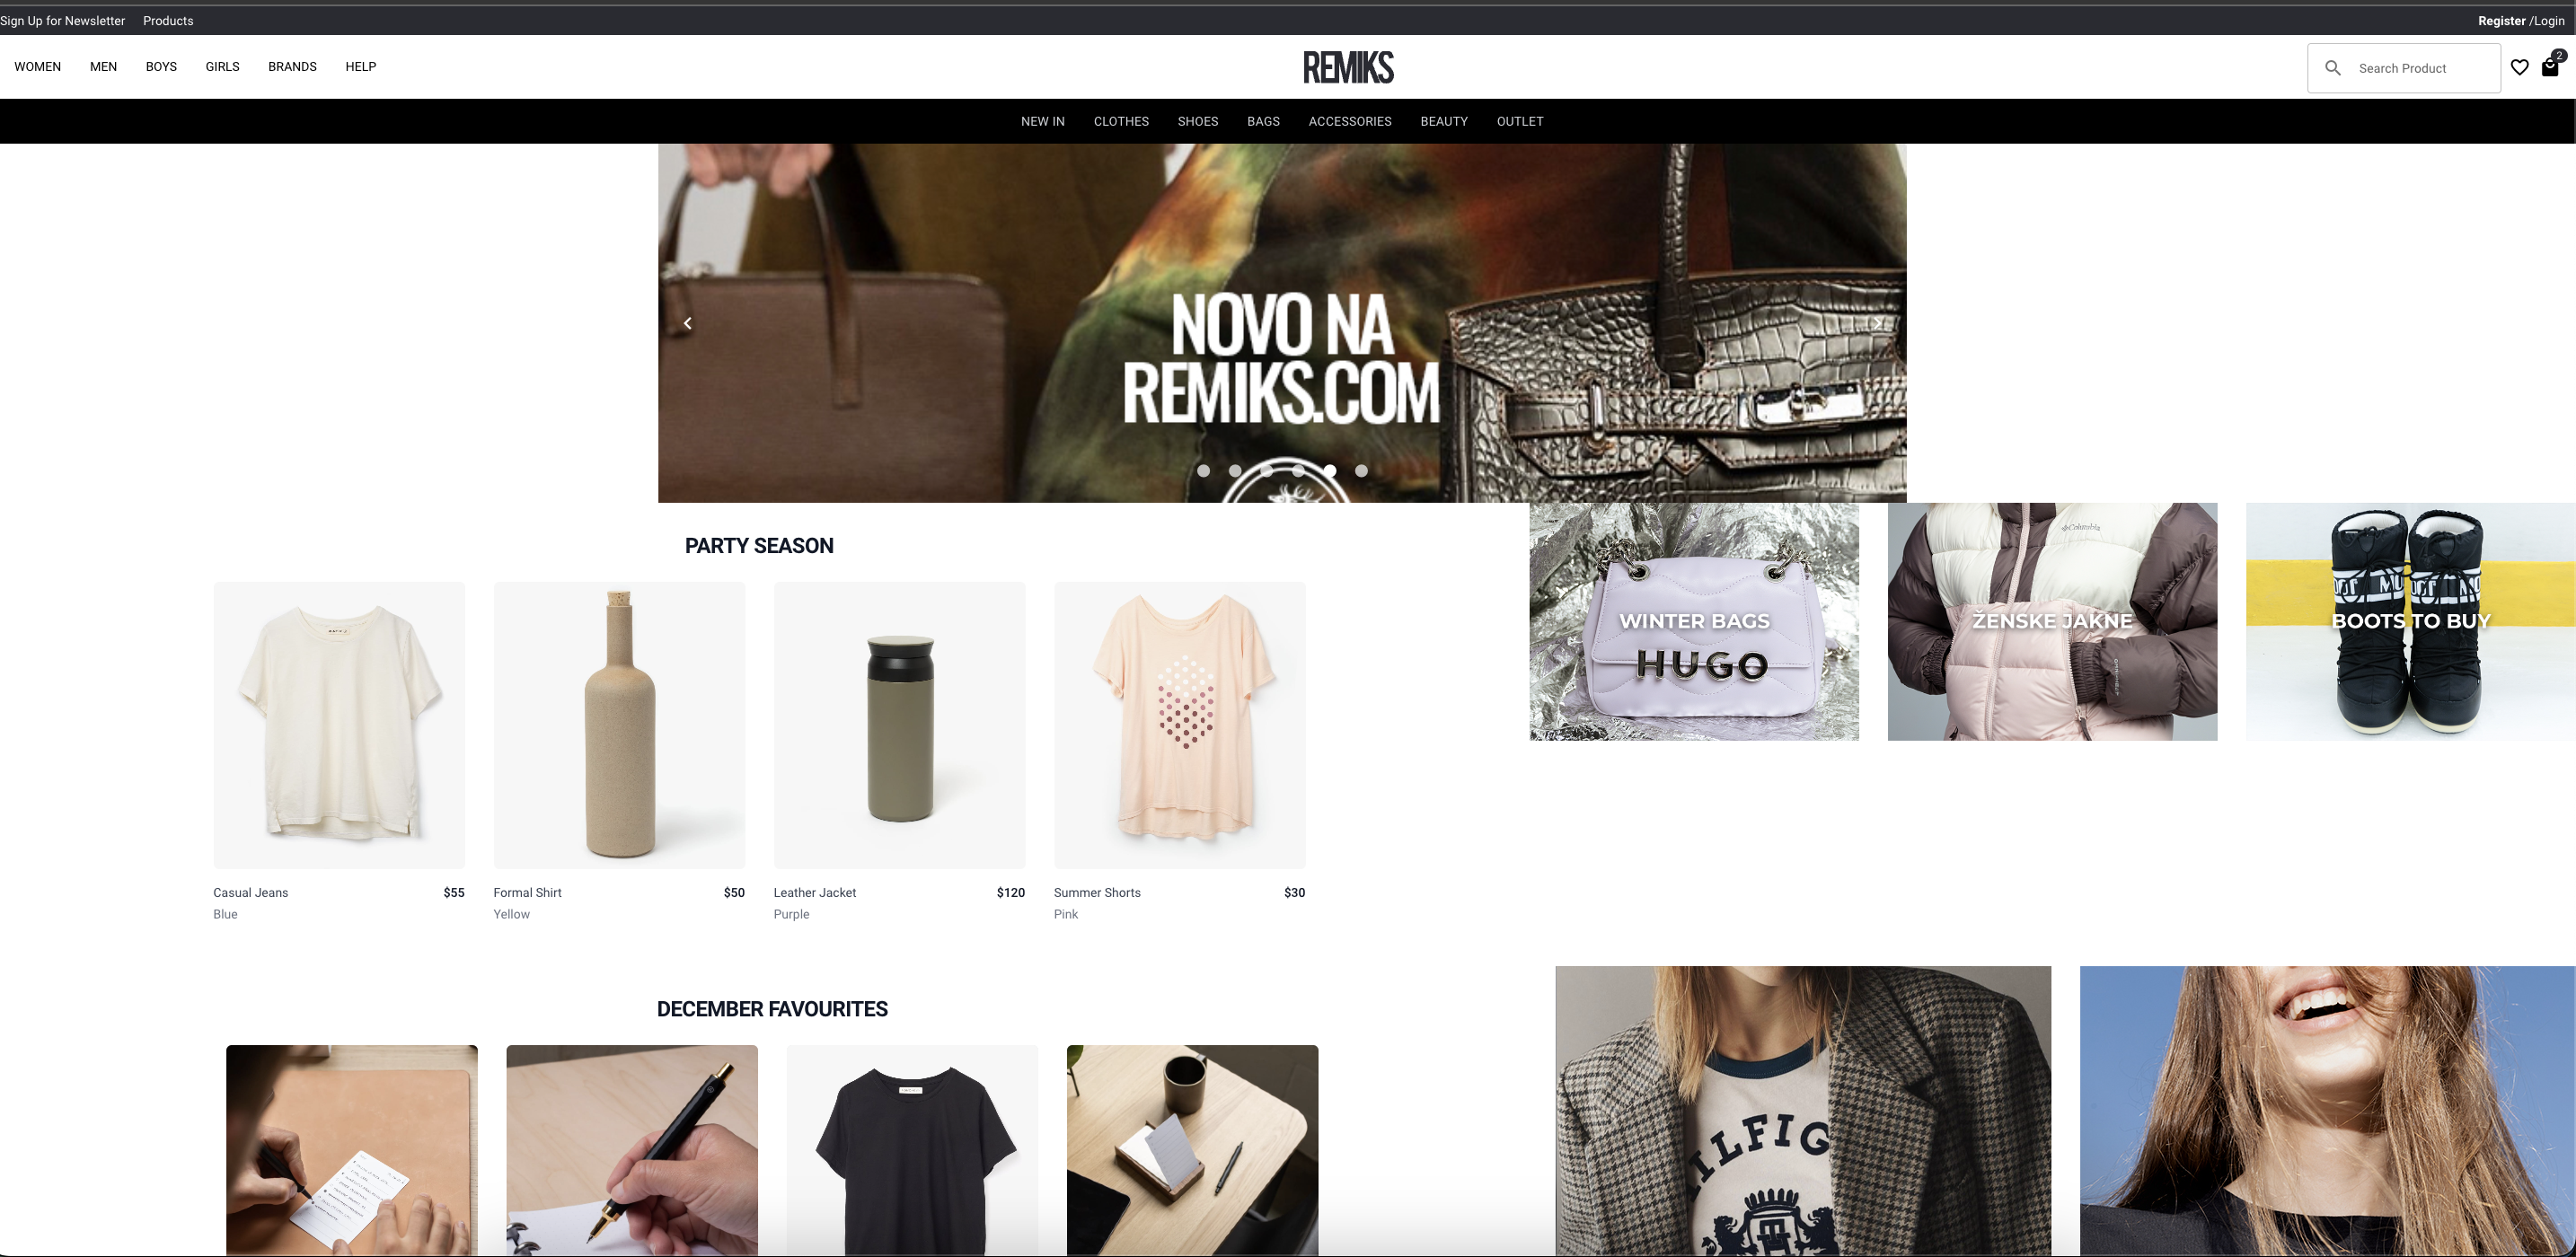 Sign Up for Newsletter Products
Register /Login
WOMEN MEN BOYS GIRLS BRANDS HELP
REMIKS
Search Product
2
NEW IN CLOTHES SHOES BAGS ACCESSORIES BEAUTY OUTLET
NOVO NA
REMIKS.COM
PARTY SEASON
WINTER BAGS
HUGO
Columbia
ŽENSKE JAKNE
BOOTS TO BUY
Casual Jeans $55
Blue
Formal Shirt $50
Yellow
Leather Jacket $120
Purple
Summer Shorts $30
Pink
DECEMBER FAVOURITES
ILFIG